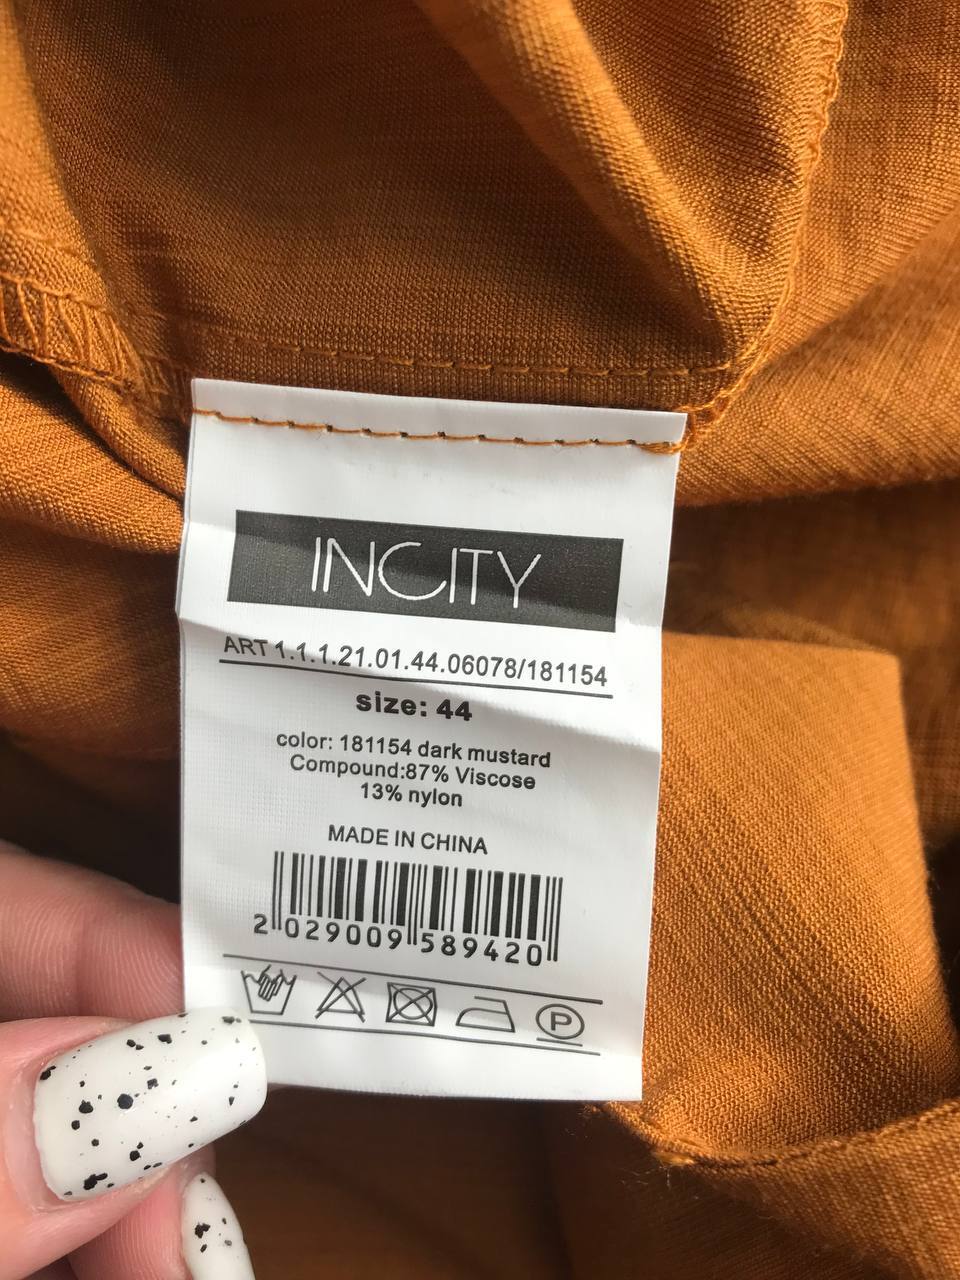 INCITY
ART 1.1.1.21.01.44.06078/181154
size: 44
color: 181154 dark mustard
Compound:87% Viscose
13% nylon
MADE IN CHINA
2 029009 589420
P